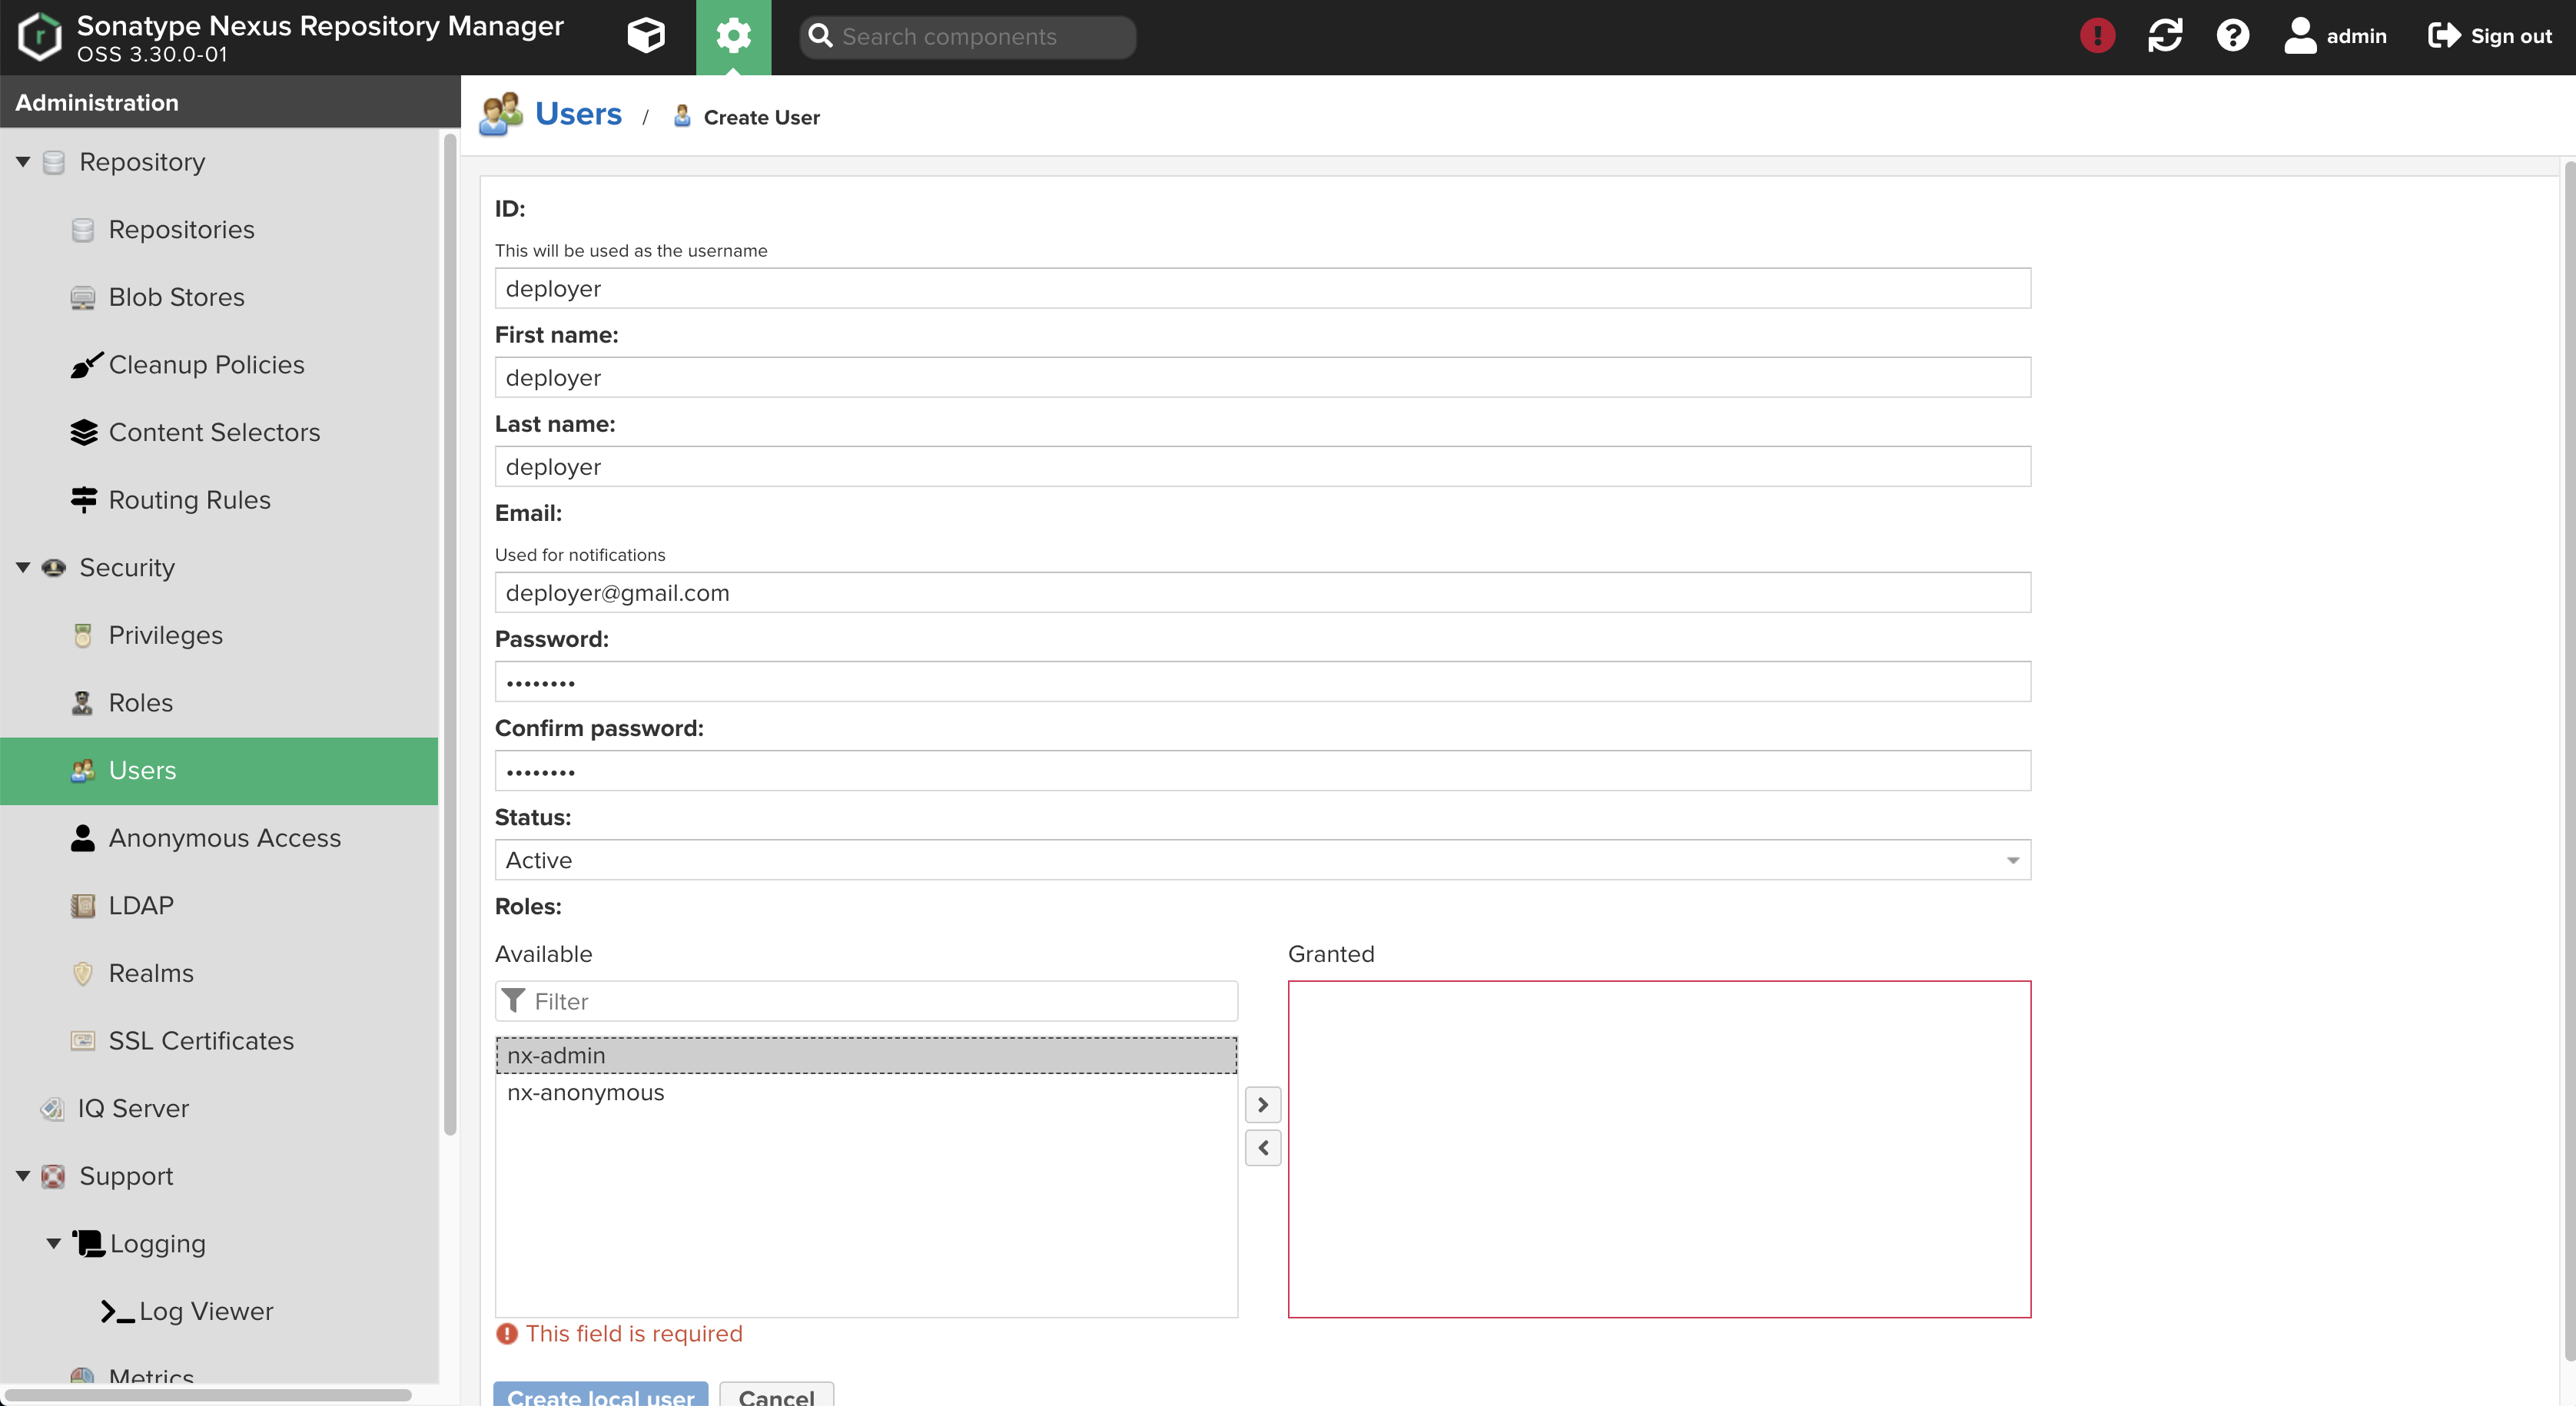 Sonatype Nexus Repository Manager
OSS 3.30.0-01
Search components
admin
Sign out
Administration
Repository
Repositories
Blob Stores
Cleanup Policies
Content Selectors
Routing Rules
Security
Privileges
Roles
Users
Anonymous Access
LDAP
Realms
SSL Certificates
IQ Server
Support
Logging
Log Viewer
Metrics
Users / Create User
ID:
This will be used as the username
deployer
First name:
deployer
Last name:
deployer
Email:
Used for notifications
deployer@gmail.com
Password:
••••••••
Confirm password:
••••••••
Status:
Active
Roles:
Available
Filter
nx-admin
nx-anonymous
Granted
This field is required
Create local user
Cancel